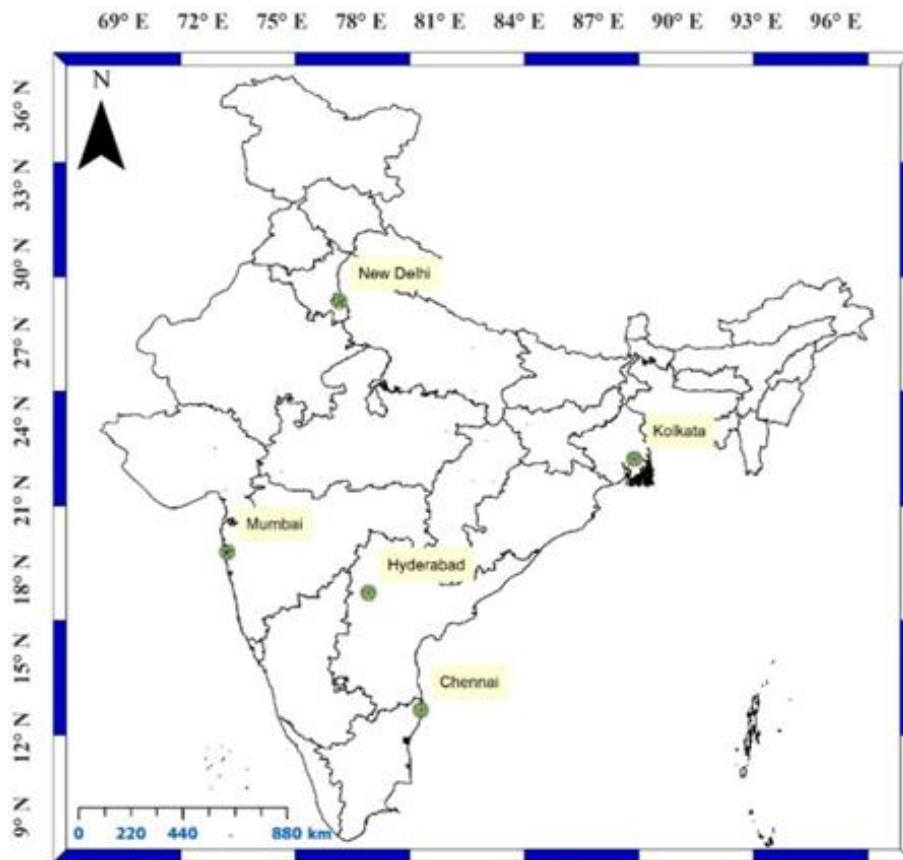 69° E 72° E 75° E 78° E 81° E 84° E 87° E 90° E 93° E 96° E
N
36° N
33° N
30° N
27° N
24° N
21° N
18° N
15° N
12° N
9° N
New Delhi
Kolkata
Mumbai
Hyderabad
Chennai
0 220 440 880 km